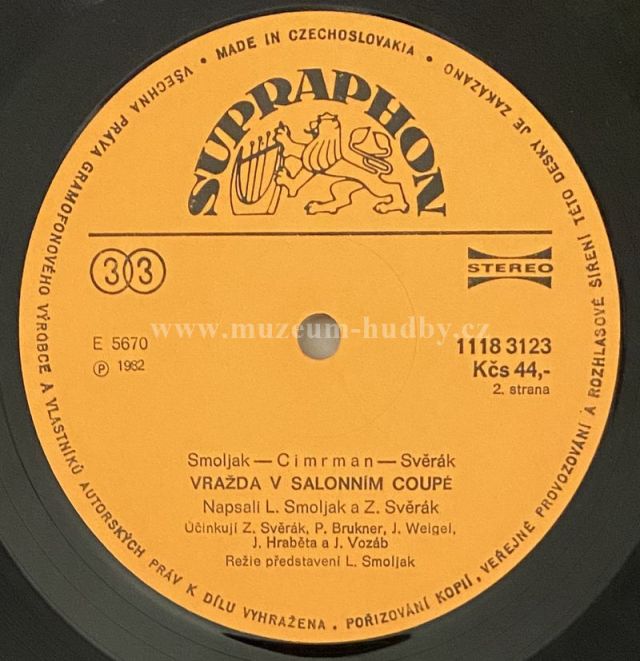 VŠECHNA PRÁVA GRAMOFONOVÉHO VÝROBCE A VLASTNÍKŮ AUTORSKÝCH PRÁV K DÍLU VYHRAŽENA • POŘIZOVÁNÍ KOPIÍ, VEŘEJNÉ PROVOZOVÁNÍ A ROZHLASOVÉ ŠÍŘENÍ TÉTO DESKY JE ZAKÁZÁNO • MADE IN CZECHOSLOVAKIA •
SUPRAPHON
33
STEREO
www.muzeum-hudby.cz
E 5670
1118 3123
Ⓟ 1982
Kčs 44,-
2. strana
Smoljak — Cimrman — Svěrák
VRAŽDA V SALONNÍM COUPÉ
Napsali L. Smoljak a Z. Svěrák
Účinkují Z. Svěrák, P. Brukner, J. Weigel,
J. Hraběta a J. Vozáb
Režie představení L. Smoljak